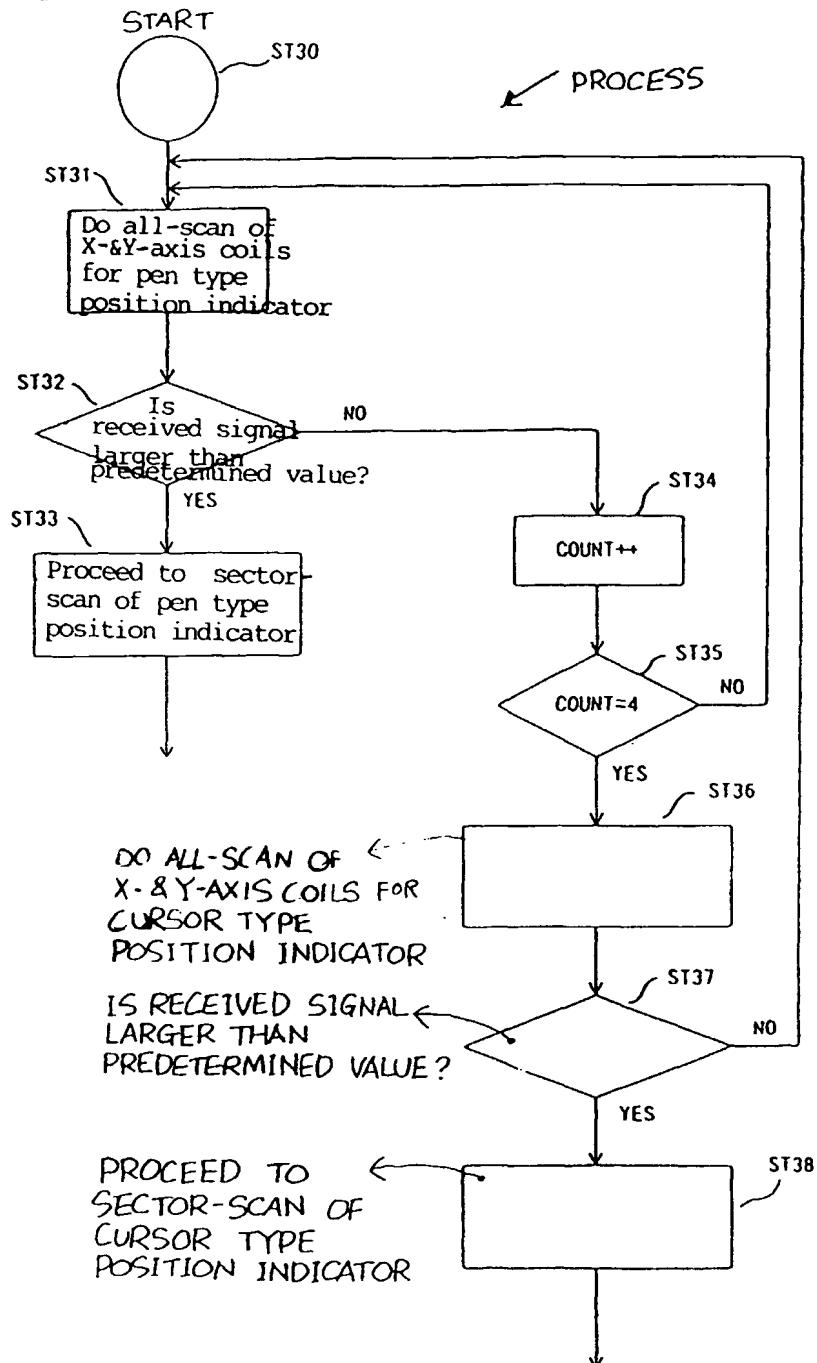 START
ST30
PROCESS
ST31
Do all-scan of
X-&Y-axis coils
for pen type
position indicator
ST32
Is
received signal
larger than
predetermined value?
NO
YES
ST33
Proceed to sector-
scan of pen type
position indicator
ST34
COUNT++
ST35
COUNT=4
NO
YES
ST36
DO ALL-SCAN OF
X- & Y-AXIS COILS FOR
CURSOR TYPE
POSITION INDICATOR
ST37
IS RECEIVED SIGNAL
LARGER THAN
PREDETERMINED VALUE?
NO
YES
ST38
PROCEED TO
SECTOR-SCAN OF
CURSOR TYPE
POSITION INDICATOR